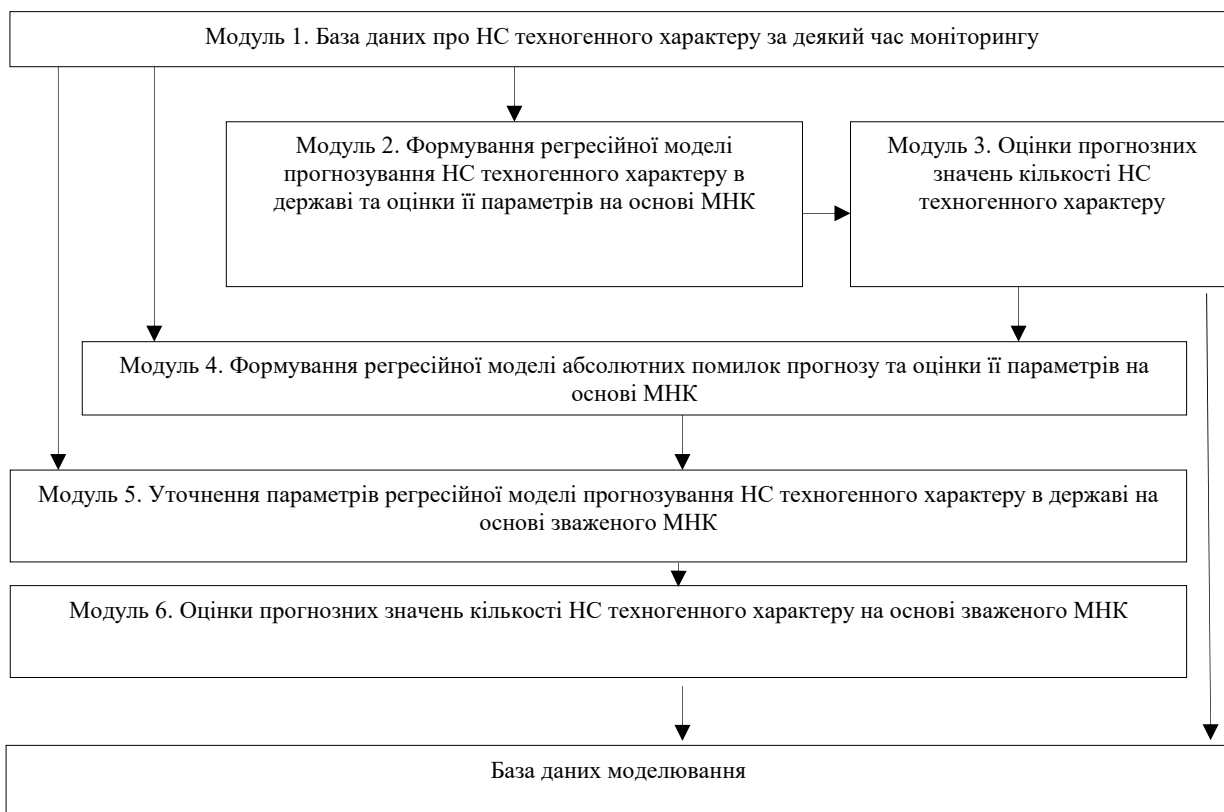 Модуль 1. База даних про НС техногенного характеру за деякий час моніторингу
Модуль 2. Формування регресійної моделі
прогнозування НС техногенного характеру в
державі та оцінки її параметрів на основі МНК
Модуль 3. Оцінки прогнозних
значень кількості НС
техногенного характеру
Модуль 4. Формування регресійної моделі абсолютних помилок прогнозу та оцінки її параметрів на
основі МНК
Модуль 5. Уточнення параметрів регресійної моделі прогнозування НС техногенного характеру в державі на
основі зваженого МНК
Модуль 6. Оцінки прогнозних значень кількості НС техногенного характеру на основі зваженого МНК
База даних моделювання